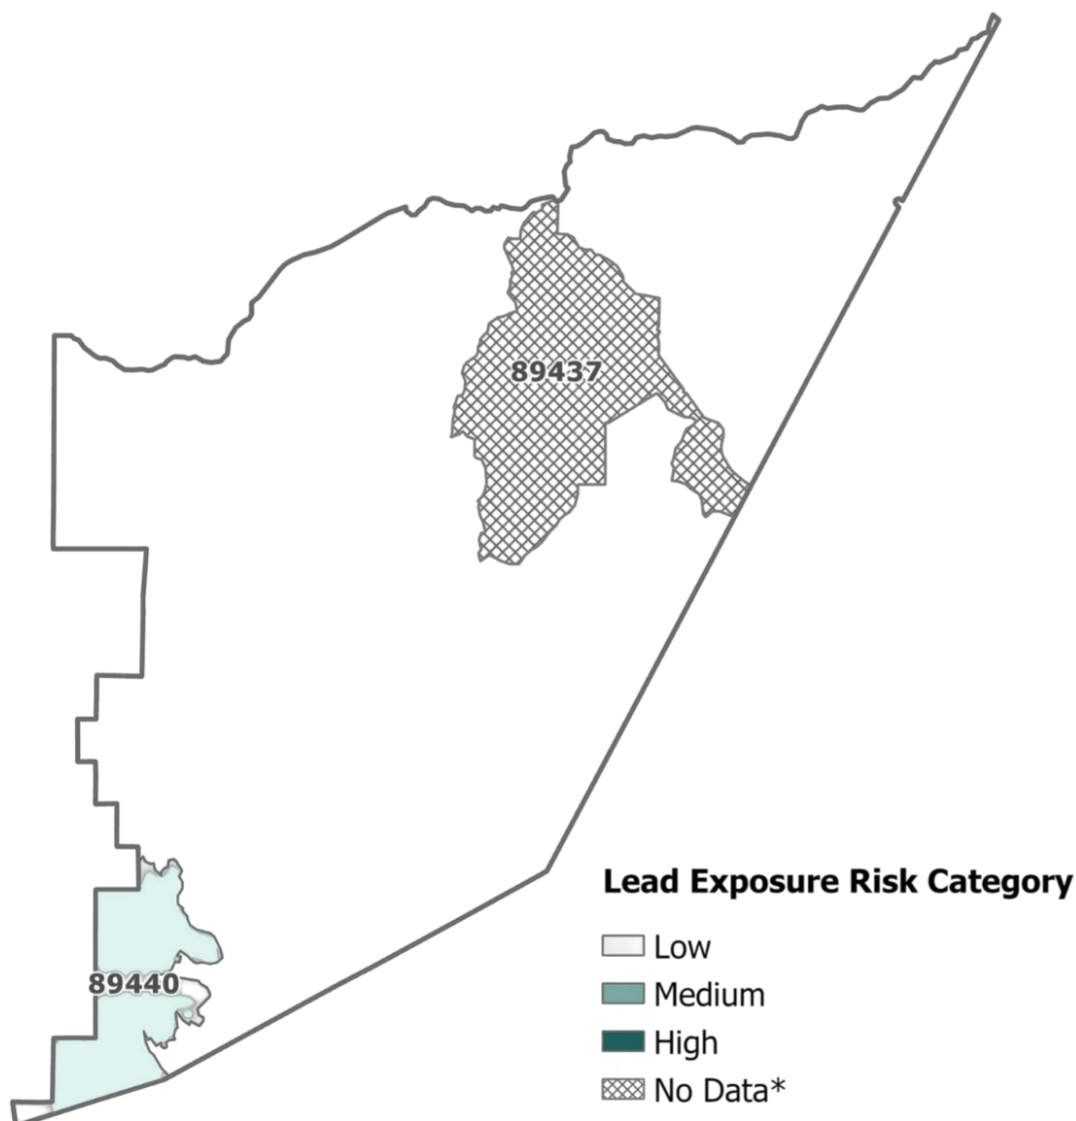 89437
Lead Exposure Risk Category
Low
Medium
89440
High
No Data*